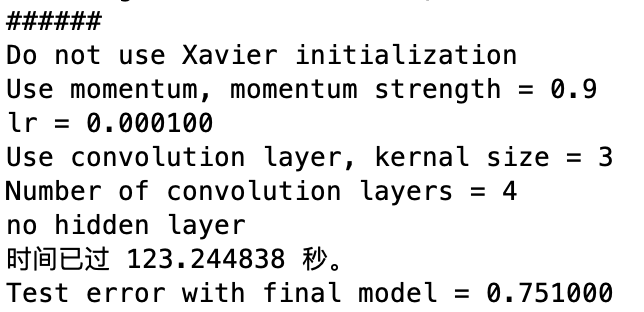 ######
Do not use Xavier initialization
Use momentum, momentum strength = 0.9
lr = 0.000100
Use convolution layer, kernal size = 3
Number of convolution layers = 4
no hidden layer
时间已过 123.244838 秒。
Test error with final model = 0.751000